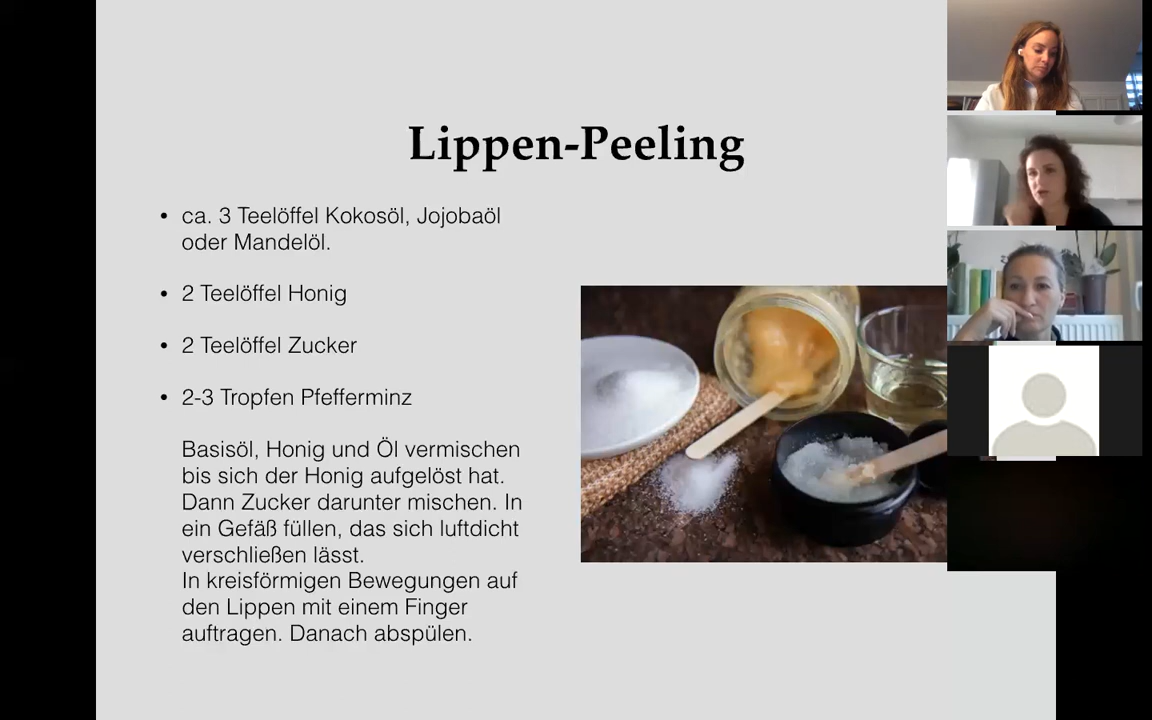 Lippen-Peeling
• ca. 3 Teelöffel Kokosöl, Jojobaöl
oder Mandelöl.
• 2 Teelöffel Honig
• 2 Teelöffel Zucker
• 2-3 Tropfen Pfefferminz
Basisöl, Honig und Öl vermischen
bis sich der Honig aufgelöst hat.
Dann Zucker darunter mischen. In
ein Gefäß füllen, das sich luftdicht
verschließen lässt.
In kreisförmigen Bewegungen auf
den Lippen mit einem Finger
auftragen. Danach abspülen.